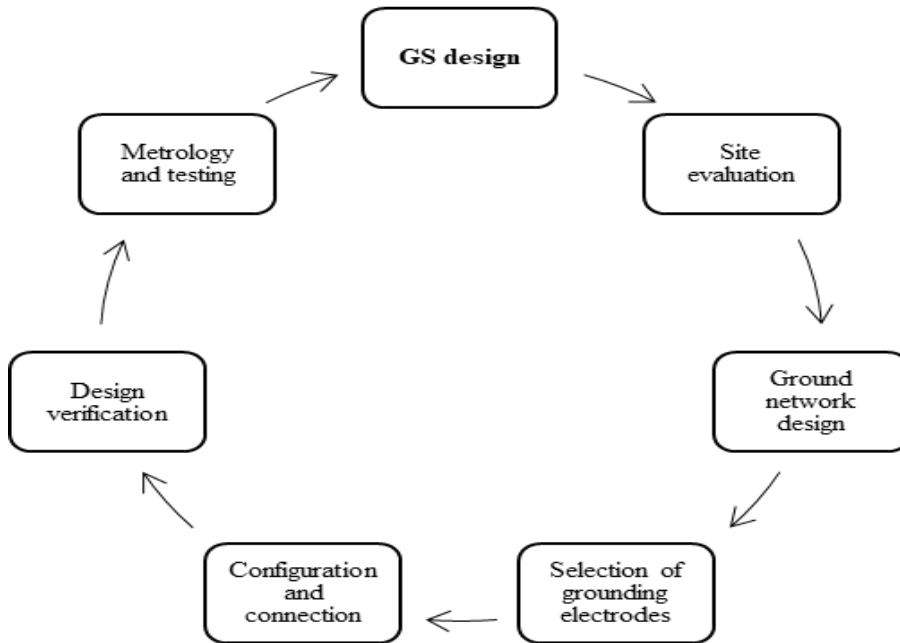 GS design
Site
evaluation
Ground
network
design
Selection of
grounding
electrodes
Configuration
and
connection
Design
verification
Metrology
and testing